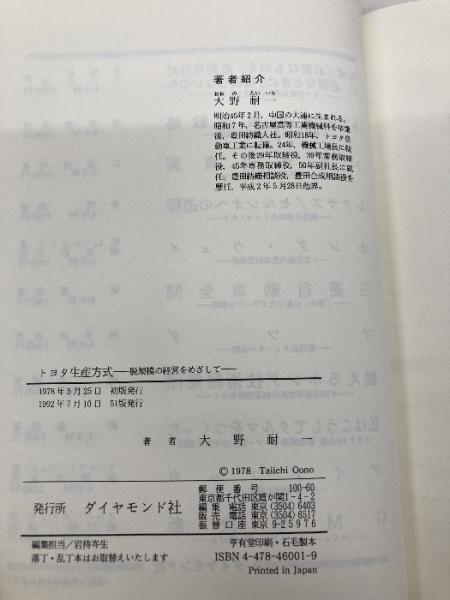 著者紹介
おおの たいいち
大野耐一
明治45年2月、中国の大連に生まれる。
昭和7年、名古屋高等工業機械科を卒業
後、豊田紡織入社。昭和18年、トヨタ自
動車工業に転籍。24年、機械工場長に就
任。その後29年取締役、39年常務取締
役、45年専務取締役、50年副社長に就
任。豊田紡織相談役、豊田合成相談役を
歴任。平成2年5月28日他界。
トヨタ生産方式——脱規模の経営をめざして——
1978年5月25日 初版発行
1992年7月10日 51版発行
著者 大野耐一
© 1978 Taiichi Oono
発行所 ダイヤモンド社
郵便番号 100-60
東京都千代田区霞が関1-4-2
編集 電話 東京(3504)6403
販売 電話 東京(3504)6517
振替口座 東京9-25976
編集担当/岩持寿生
落丁・乱丁本はお取替えいたします
亨有堂印刷・石毛製本
ISBN 4-478-46001-9
Printed in Japan